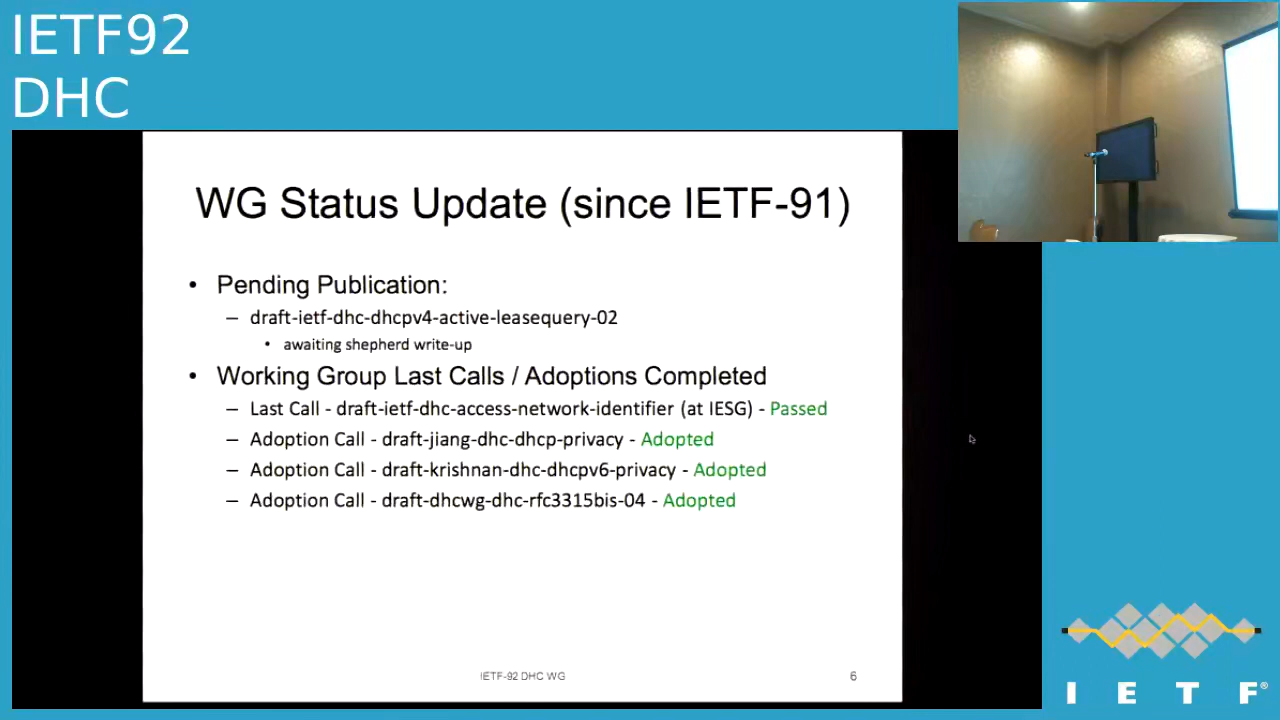 IETF92
DHC
WG Status Update (since IETF-91)
• Pending Publication:
– draft-ietf-dhc-dhcpv4-active-leasequery-02
• awaiting shepherd write-up
• Working Group Last Calls / Adoptions Completed
– Last Call - draft-ietf-dhc-access-network-identifier (at IESG) - Passed
– Adoption Call - draft-jiang-dhc-dhcp-privacy - Adopted
– Adoption Call - draft-krishnan-dhc-dhcpv6-privacy - Adopted
– Adoption Call - draft-dhcwg-dhc-rfc3315bis-04 - Adopted
IETF-92 DHC WG
6
I E T F®